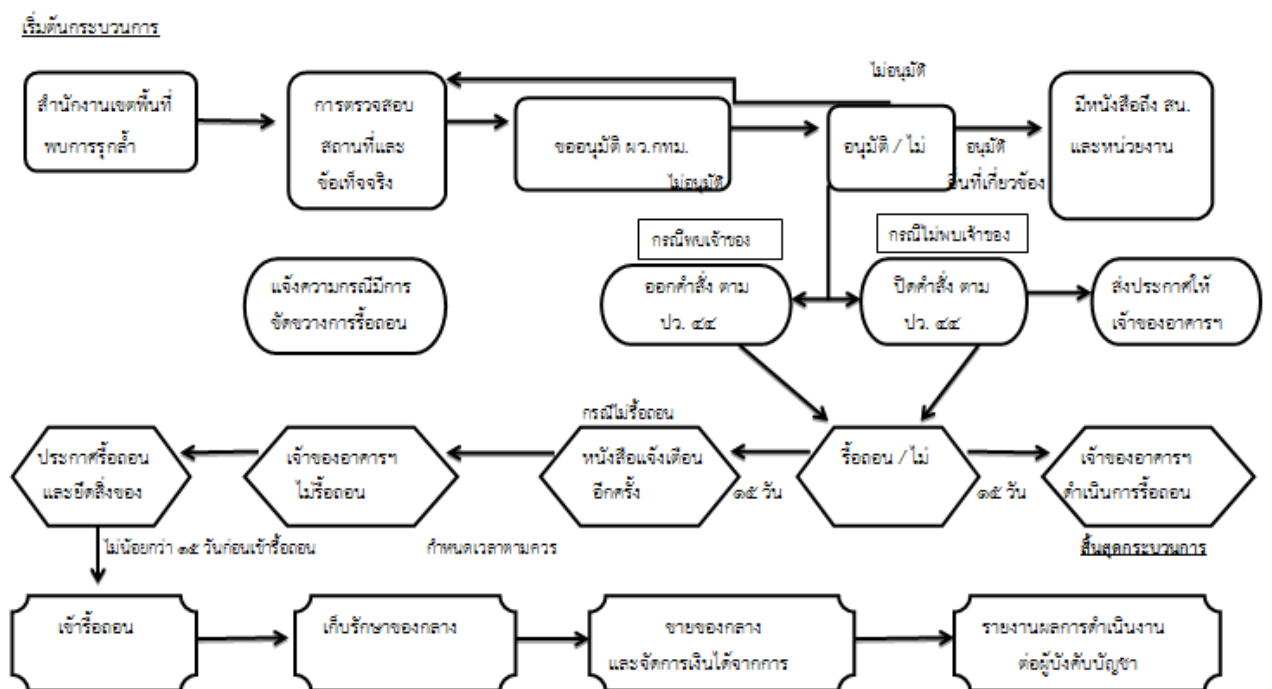 เริ่มต้นกระบวนการ
สำนักงานเขตพื้นที่
พบการรุกล้ำ
การตรวจสอบ
สถานที่และ
ข้อเท็จจริง
ขออนุมัติ ผว.กทม.
ไม่อนุมัติ
ไม่อนุมัติ
อนุมัติ / ไม่
อนุมัติ
อื่นที่เกี่ยวข้อง
มีหนังสือถึง สน.
และหน่วยงาน
กรณีพบเจ้าของ
กรณีไม่พบเจ้าของ
แจ้งความกรณีมีการ
ขัดขวางการรื้อถอน
ออกคำสั่ง ตาม
ปว. ๔๔
ปิดคำสั่ง ตาม
ปว. ๔๔
ส่งประกาศให้
เจ้าของอาคารฯ
กรณีไม่รื้อถอน
ประกาศรื้อถอน
และยึดสิ่งของ
เจ้าของอาคารฯ
ไม่รื้อถอน
หนังสือแจ้งเตือน
อีกครั้ง
๑๕ วัน
รื้อถอน / ไม่
๑๕ วัน
เจ้าของอาคารฯ
ดำเนินการรื้อถอน
ไม่น้อยกว่า ๑๕ วันก่อนเข้ารื้อถอน
กำหนดเวลาตามควร
สิ้นสุดกระบวนการ
เข้ารื้อถอน
เก็บรักษาของกลาง
ขายของกลาง
และจัดการเงินได้จากการ
รายงานผลการดำเนินงาน
ต่อผู้บังคับบัญชา